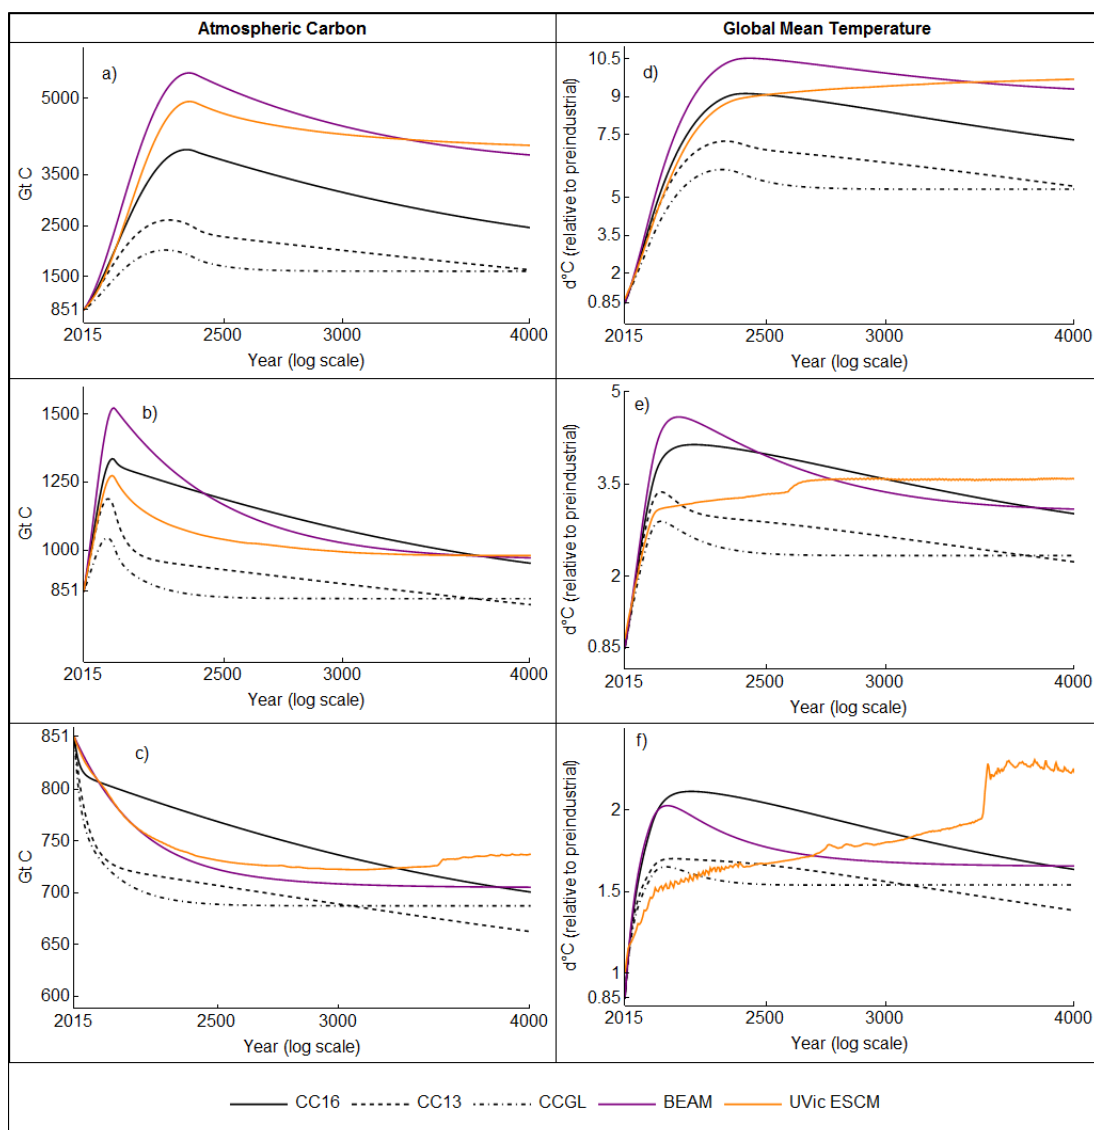 Atmospheric Carbon
Global Mean Temperature
a)
5000
3500
2500
1500
851
Gt C
2015
2500
3000
4000
Year (log scale)
d)
10.5
9
7.5
5
3.5
2
0.85
d°C (relative to preindustrial)
2015
2500
3000
4000
Year (log scale)
b)
1500
1250
1000
851
Gt C
2015
2500
3000
4000
Year (log scale)
e)
5
3.5
2
0.85
d°C (relative to preindustrial)
2015
2500
3000
4000
Year (log scale)
c)
851
800
750
700
650
600
Gt C
2015
2500
3000
4000
Year (log scale)
f)
2
1.5
1
0.85
d°C (relative to preindustrial)
2015
2500
3000
4000
Year (log scale)
CC16 CC13 CCGL BEAM UVic ESCM